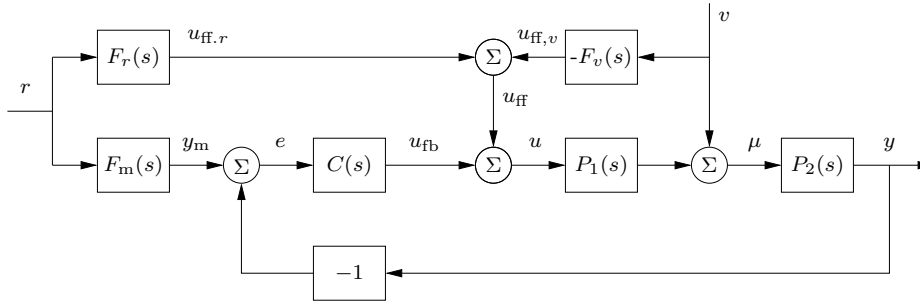 v
u_ff.r
u_ff,v
F_r(s)
Σ
-F_v(s)
r
u_ff
y_m
e
u_fb
u
μ
y
F_m(s)
Σ
C(s)
Σ
P_1(s)
Σ
P_2(s)
−1